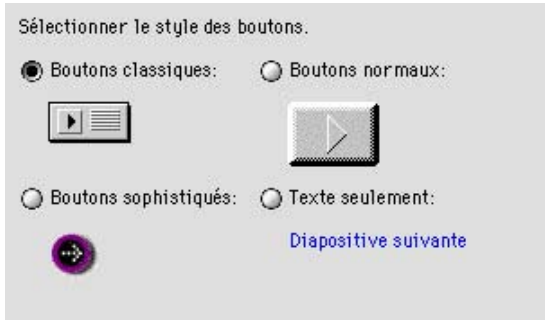 Sélectionner le style des boutons.
Boutons classiques: Boutons normaux:
Boutons sophistiqués: Texte seulement:
Diapositive suivante